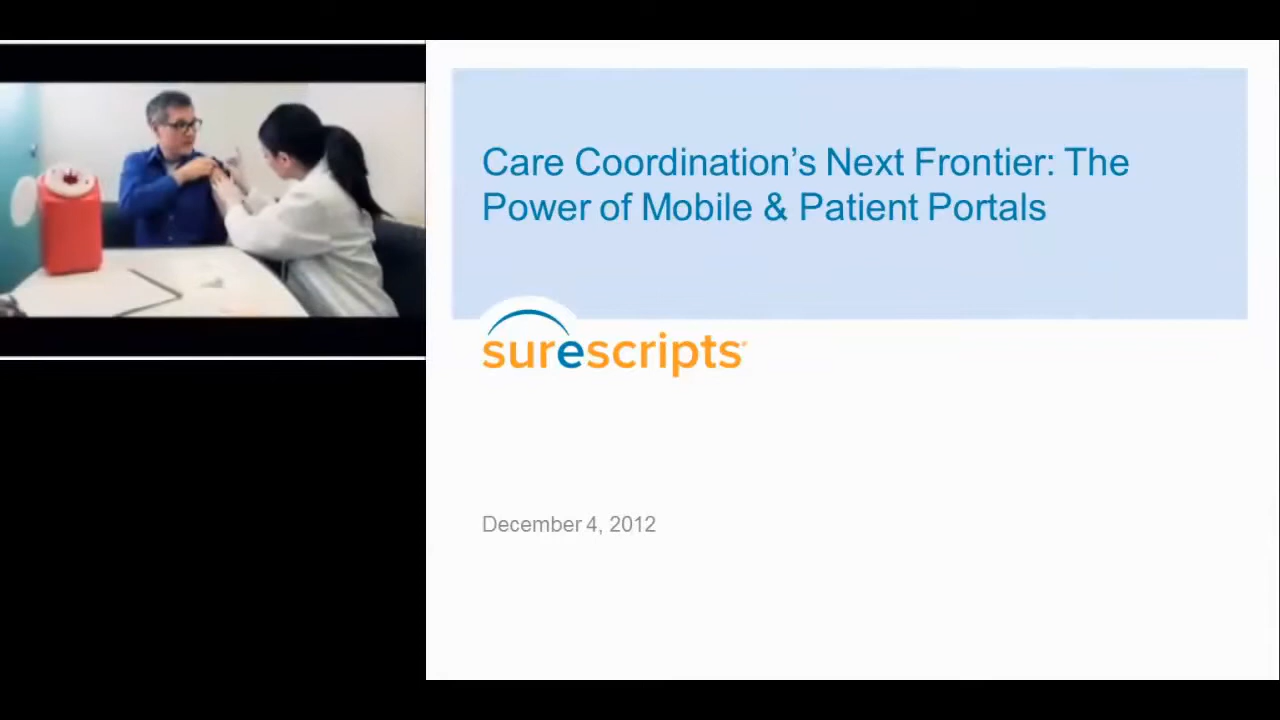 Care Coordination’s Next Frontier: The
Power of Mobile & Patient Portals
surescripts
December 4, 2012